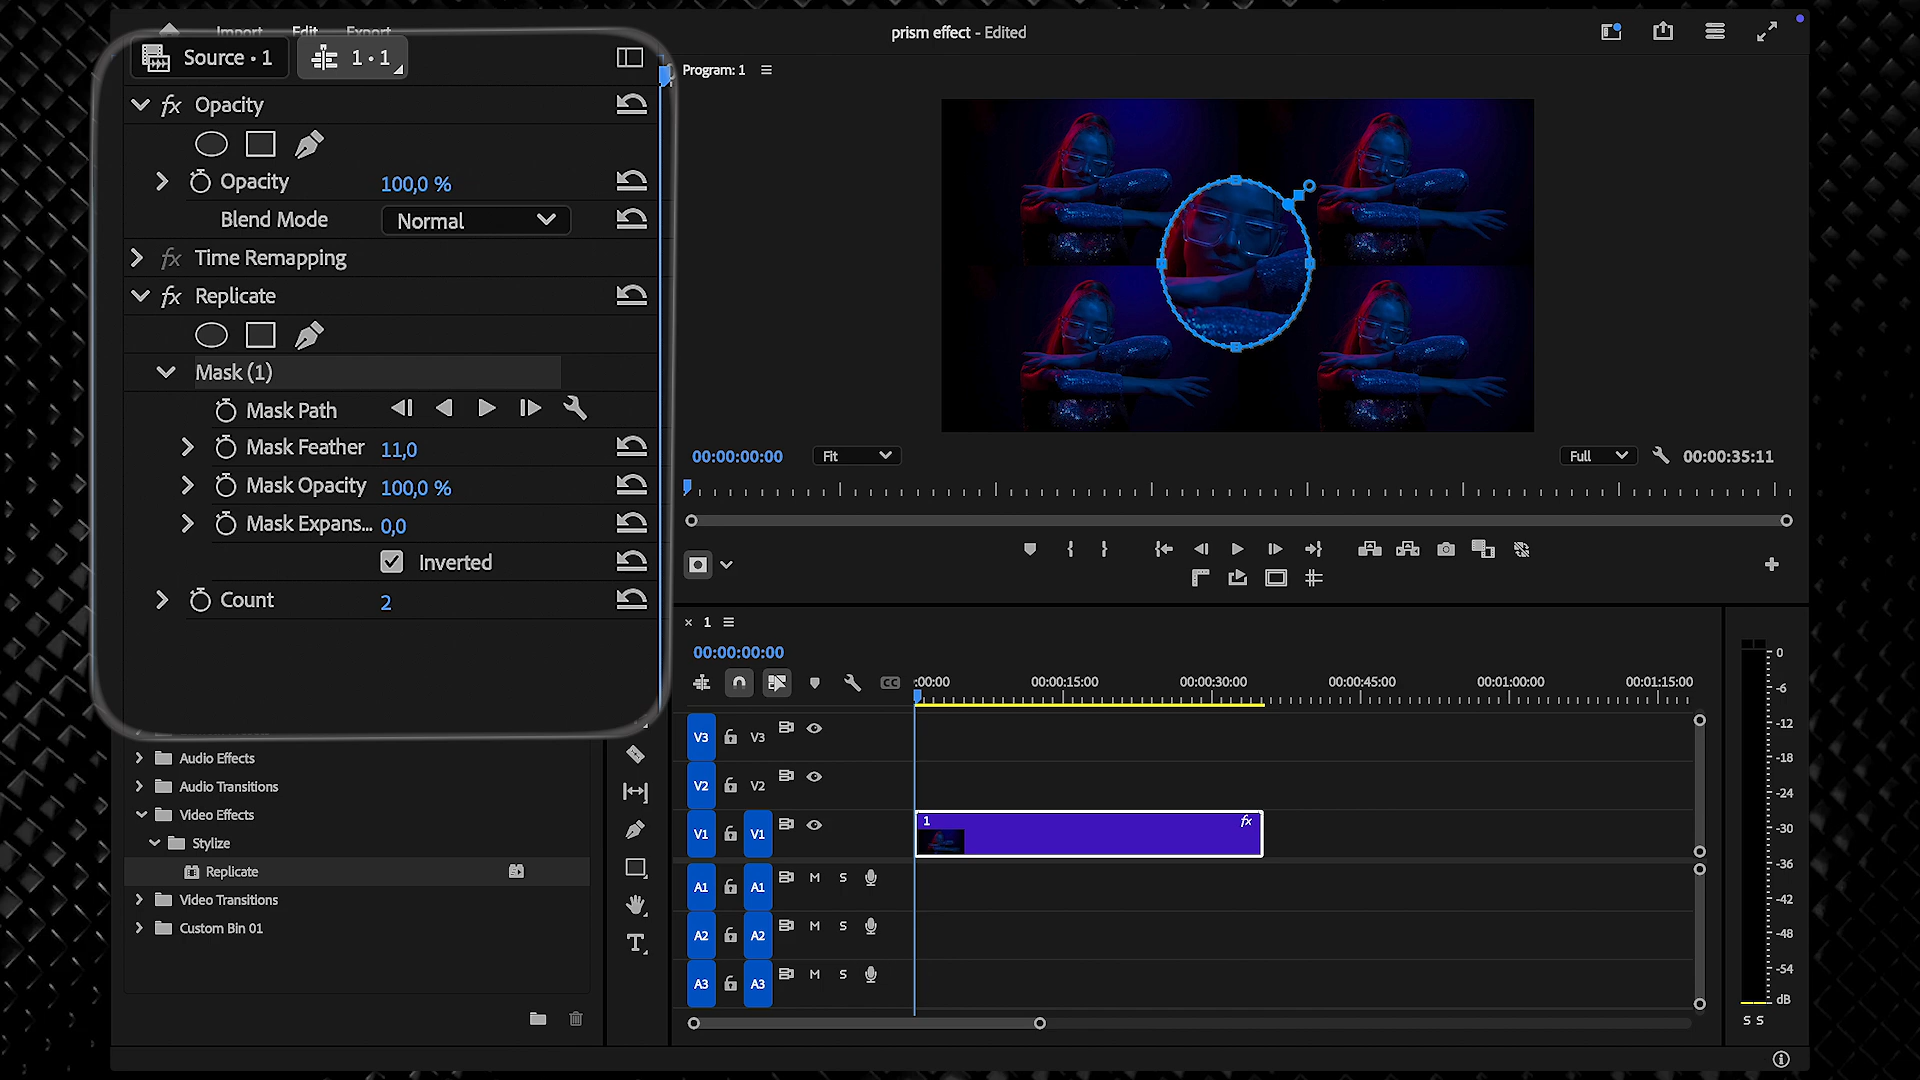 Import
Edit
Export
prism effect - Edited
Source • 1
1 • 1
fx Opacity
Opacity
100,0 %
Blend Mode
Normal
fx Time Remapping
fx Replicate
Mask (1)
Mask Path
Mask Feather
11,0
Mask Opacity
100,0 %
Mask Expans...
0,0
Inverted
Count
2
Audio Effects
Audio Transitions
Video Effects
Stylize
Replicate
Video Transitions
Custom Bin 01
Program: 1
00:00:00:00
Fit
Full
00:00:35:11
× 1
00:00:00:00
CC
:00:00
00:00:15:00
00:00:30:00
00:00:45:00
00:01:00:00
00:01:15:00
V3
V3
V2
V2
V1
V1
1
fx
A1
A1
M
S
A2
A2
M
S
A3
A3
M
S
T
0
-6
-12
-18
-24
-30
-36
-42
-48
-54
dB
S S